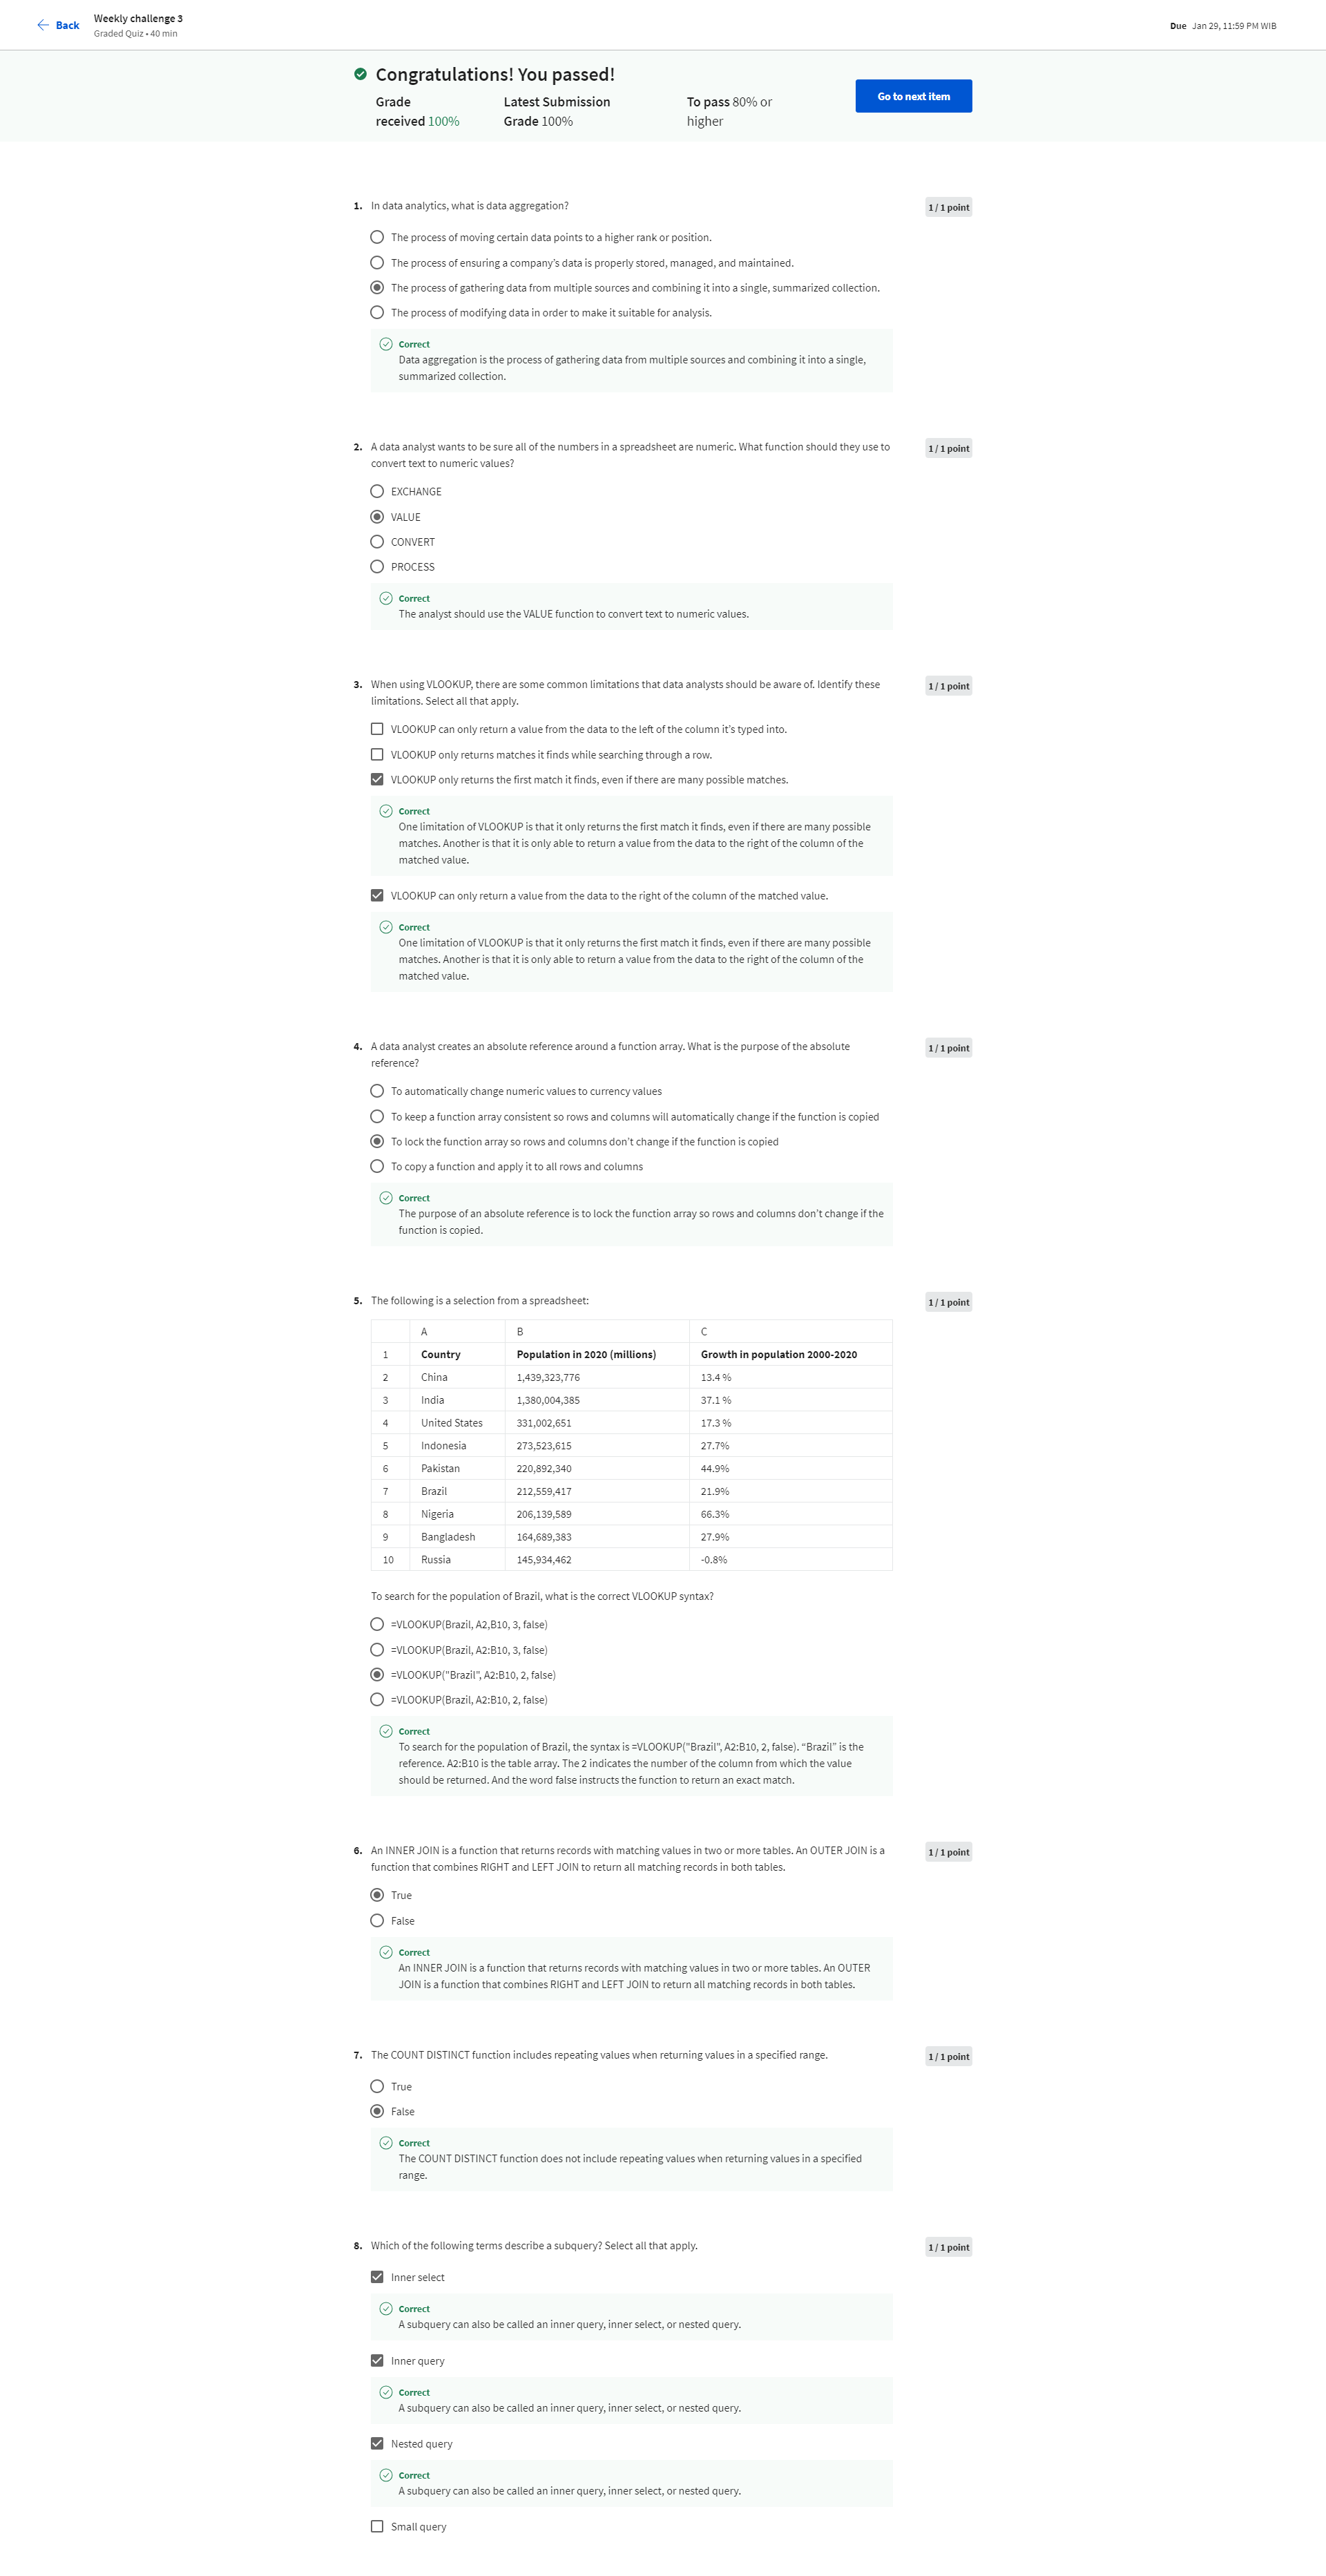 Back
Weekly challenge 3
Graded Quiz • 40 min
Due Jan 29, 11:59 PM WIB
Congratulations! You passed!
Grade
received 100%
Latest Submission
Grade 100%
To pass 80% or
higher
Go to next item
1. In data analytics, what is data aggregation?
1 / 1 point
The process of moving certain data points to a higher rank or position.
The process of ensuring a company’s data is properly stored, managed, and maintained.
The process of gathering data from multiple sources and combining it into a single, summarized collection.
The process of modifying data in order to make it suitable for analysis.
Correct
Data aggregation is the process of gathering data from multiple sources and combining it into a single,
summarized collection.
2. A data analyst wants to be sure all of the numbers in a spreadsheet are numeric. What function should they use to
convert text to numeric values?
1 / 1 point
EXCHANGE
VALUE
CONVERT
PROCESS
Correct
The analyst should use the VALUE function to convert text to numeric values.
3. When using VLOOKUP, there are some common limitations that data analysts should be aware of. Identify these
limitations. Select all that apply.
1 / 1 point
VLOOKUP can only return a value from the data to the left of the column it’s typed into.
VLOOKUP only returns matches it finds while searching through a row.
VLOOKUP only returns the first match it finds, even if there are many possible matches.
Correct
One limitation of VLOOKUP is that it only returns the first match it finds, even if there are many possible
matches. Another is that it is only able to return a value from the data to the right of the column of the
matched value.
VLOOKUP can only return a value from the data to the right of the column of the matched value.
Correct
One limitation of VLOOKUP is that it only returns the first match it finds, even if there are many possible
matches. Another is that it is only able to return a value from the data to the right of the column of the
matched value.
4. A data analyst creates an absolute reference around a function array. What is the purpose of the absolute
reference?
1 / 1 point
To automatically change numeric values to currency values
To keep a function array consistent so rows and columns will automatically change if the function is copied
To lock the function array so rows and columns don’t change if the function is copied
To copy a function and apply it to all rows and columns
Correct
The purpose of an absolute reference is to lock the function array so rows and columns don’t change if the
function is copied.
5. The following is a selection from a spreadsheet:
1 / 1 point
A B C
1 Country Population in 2020 (millions) Growth in population 2000-2020
2 China 1,439,323,776 13.4 %
3 India 1,380,004,385 37.1 %
4 United States 331,002,651 17.3 %
5 Indonesia 273,523,615 27.7%
6 Pakistan 220,892,340 44.9%
7 Brazil 212,559,417 21.9%
8 Nigeria 206,139,589 66.3%
9 Bangladesh 164,689,383 27.9%
10 Russia 145,934,462 -0.8%
To search for the population of Brazil, what is the correct VLOOKUP syntax?
=VLOOKUP(Brazil, A2,B10, 3, false)
=VLOOKUP(Brazil, A2:B10, 3, false)
=VLOOKUP("Brazil", A2:B10, 2, false)
=VLOOKUP(Brazil, A2:B10, 2, false)
Correct
To search for the population of Brazil, the syntax is =VLOOKUP("Brazil", A2:B10, 2, false). “Brazil” is the
reference. A2:B10 is the table array. The 2 indicates the number of the column from which the value
should be returned. And the word false instructs the function to return an exact match.
6. An INNER JOIN is a function that returns records with matching values in two or more tables. An OUTER JOIN is a
function that combines RIGHT and LEFT JOIN to return all matching records in both tables.
1 / 1 point
True
False
Correct
An INNER JOIN is a function that returns records with matching values in two or more tables. An OUTER
JOIN is a function that combines RIGHT and LEFT JOIN to return all matching records in both tables.
7. The COUNT DISTINCT function includes repeating values when returning values in a specified range.
1 / 1 point
True
False
Correct
The COUNT DISTINCT function does not include repeating values when returning values in a specified
range.
8. Which of the following terms describe a subquery? Select all that apply.
1 / 1 point
Inner select
Correct
A subquery can also be called an inner query, inner select, or nested query.
Inner query
Correct
A subquery can also be called an inner query, inner select, or nested query.
Nested query
Correct
A subquery can also be called an inner query, inner select, or nested query.
Small query